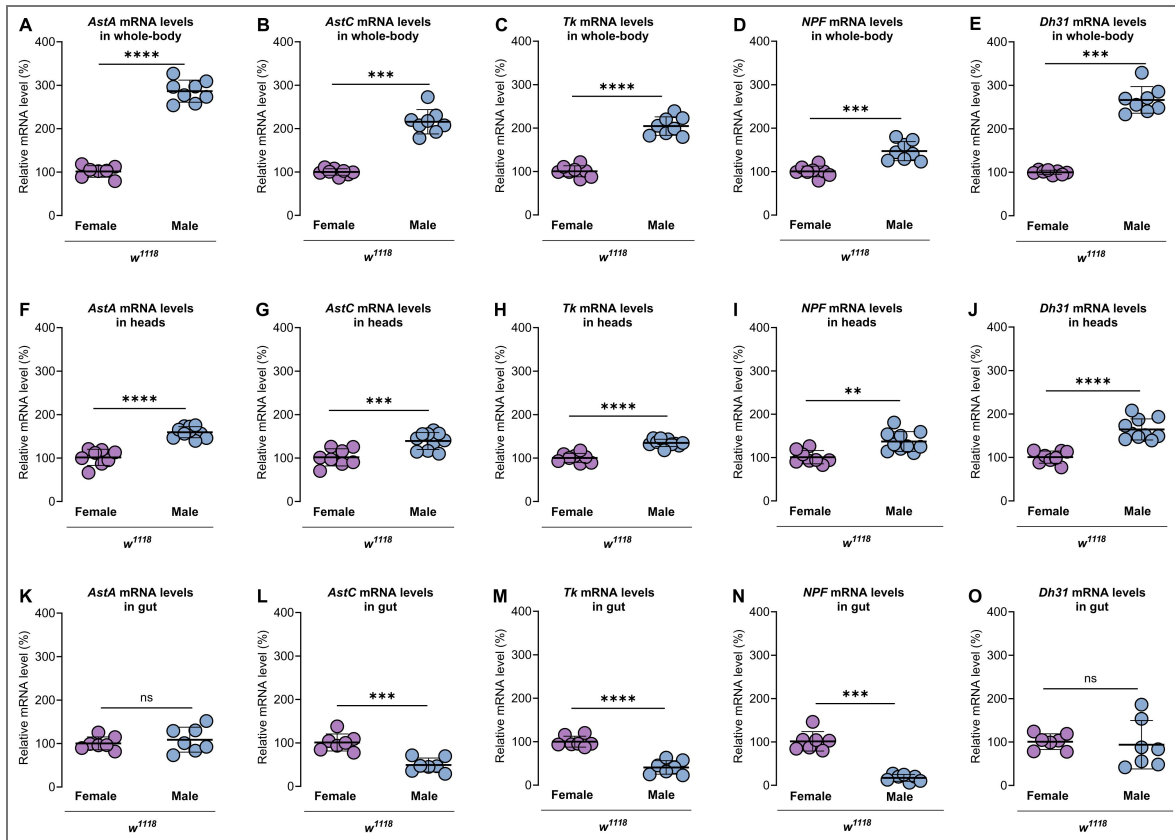 A
AstA mRNA levels
in whole-body
Relative mRNA level (%)
400
300
200
100
0
****
Female
Male
w1118
B
AstC mRNA levels
in whole-body
Relative mRNA level (%)
400
300
200
100
0
***
Female
Male
w1118
C
Tk mRNA levels
in whole-body
Relative mRNA level (%)
400
300
200
100
0
****
Female
Male
w1118
D
NPF mRNA levels
in whole-body
Relative mRNA level (%)
400
300
200
100
0
***
Female
Male
w1118
E
Dh31 mRNA levels
in whole-body
Relative mRNA level (%)
400
300
200
100
0
***
Female
Male
w1118
F
AstA mRNA levels
in heads
Relative mRNA level (%)
400
300
200
100
0
****
Female
Male
w1118
G
AstC mRNA levels
in heads
Relative mRNA level (%)
400
300
200
100
0
***
Female
Male
w1118
H
Tk mRNA levels
in heads
Relative mRNA level (%)
400
300
200
100
0
****
Female
Male
w1118
I
NPF mRNA levels
in heads
Relative mRNA level (%)
400
300
200
100
0
**
Female
Male
w1118
J
Dh31 mRNA levels
in heads
Relative mRNA level (%)
400
300
200
100
0
****
Female
Male
w1118
K
AstA mRNA levels
in gut
Relative mRNA level (%)
400
300
200
100
0
ns
Female
Male
w1118
L
AstC mRNA levels
in gut
Relative mRNA level (%)
400
300
200
100
0
***
Female
Male
w1118
M
Tk mRNA levels
in gut
Relative mRNA level (%)
400
300
200
100
0
****
Female
Male
w1118
N
NPF mRNA levels
in gut
Relative mRNA level (%)
400
300
200
100
0
***
Female
Male
w1118
O
Dh31 mRNA levels
in gut
Relative mRNA level (%)
400
300
200
100
0
ns
Female
Male
w1118